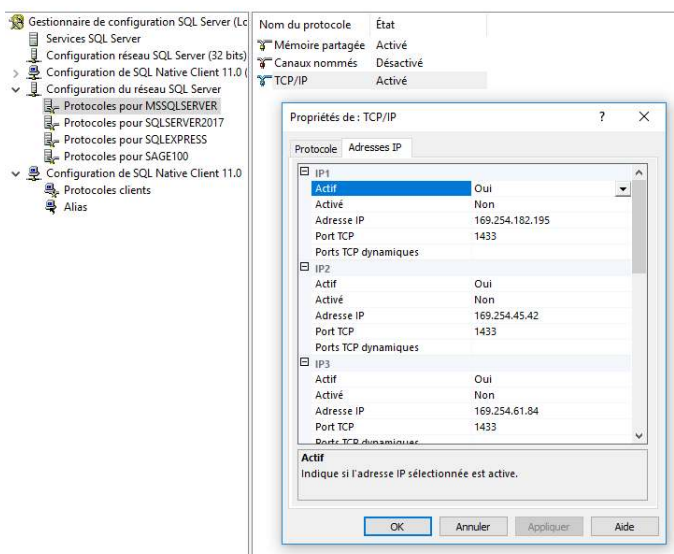 Gestionnaire de configuration SQL Server (Lc
Services SQL Server
Configuration réseau SQL Server (32 bits)
Configuration de SQL Native Client 11.0 (
Configuration du réseau SQL Server
Protocoles pour MSSQLSERVER
Protocoles pour SQLSERVER2017
Protocoles pour SQLEXPRESS
Protocoles pour SAGE100
Configuration de SQL Native Client 11.0
Protocoles clients
Alias
Nom du protocole État
Mémoire partagée Activé
Canaux nommés Désactivé
TCP/IP Activé
Propriétés de : TCP/IP ? X
Protocole Adresses IP
IP1
Actif Oui
Activé Non
Adresse IP 169.254.182.195
Port TCP 1433
Ports TCP dynamiques
IP2
Actif Oui
Activé Non
Adresse IP 169.254.45.42
Port TCP 1433
Ports TCP dynamiques
IP3
Actif Oui
Activé Non
Adresse IP 169.254.61.84
Port TCP 1433
Ports TCP dynamiques
Actif
Indique si l'adresse IP sélectionnée est active.
OK Annuler Appliquer Aide